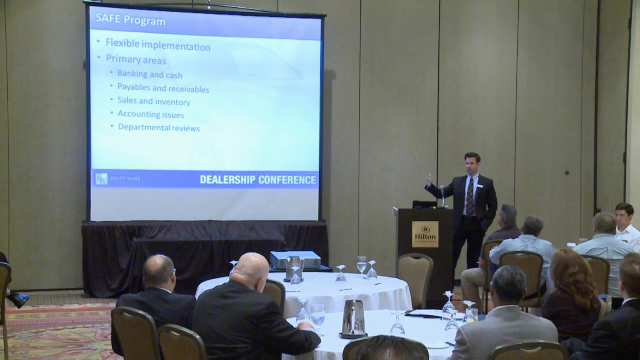 SAFE Program
• Flexible implementation
• Primary areas
• Banking and cash
• Payables and receivables
• Sales and inventory
• Accounting issues
• Departmental reviews
DEALERSHIP CONFERENCE
Hilton